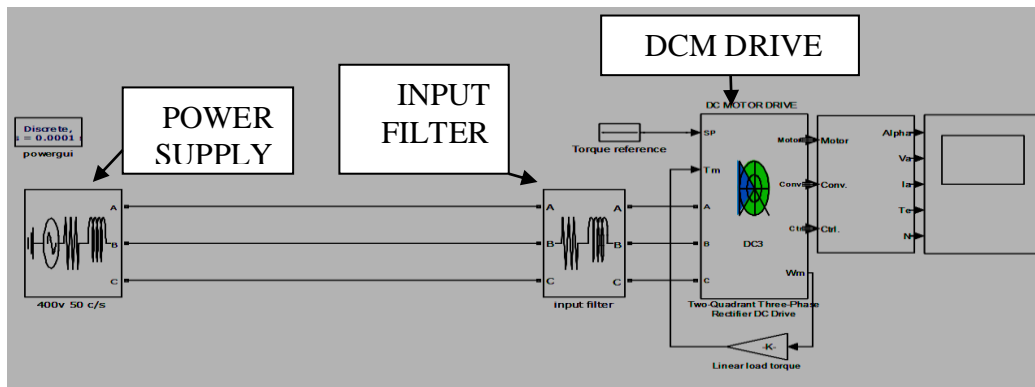 DCM DRIVE
INPUT
FILTER
POWER
SUPPLY
DC MOTOR DRIVE
Discrete,
s = 0.0001
powergui
Torque reference
SP
Tm
A
B
C
DC3
Motor
Conv
Ctrl
Wm
Motor
Conv.
Ctrl.
Alpha
Va
Ia
Te
N
A
B
C
400v 50 c/s
A
B
C
A
B
C
input filter
Two-Quadrant Three-Phase
Rectifier DC Drive
-K-
Linear load torque